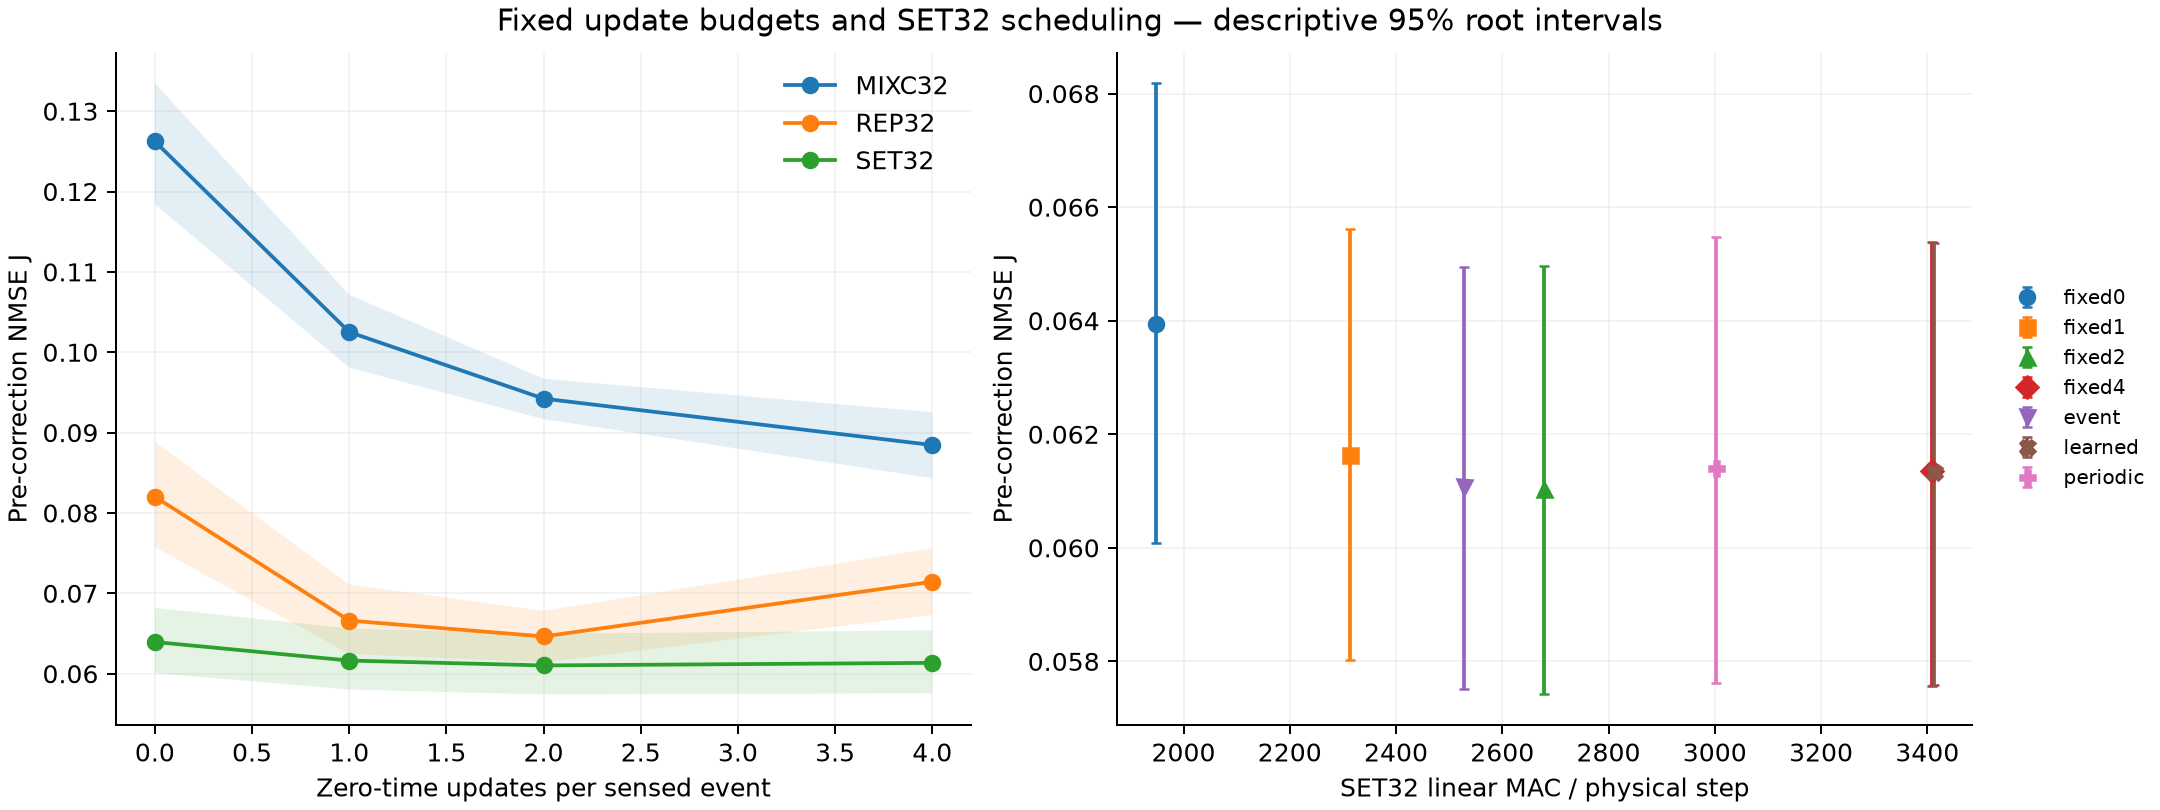 Fixed update budgets and SET32 scheduling — descriptive 95% root intervals
Pre-correction NMSE J
0.13
0.12
0.11
0.10
0.09
0.08
0.07
0.06
0.0 0.5 1.0 1.5 2.0 2.5 3.0 3.5 4.0
Zero-time updates per sensed event
MIXC32
REP32
SET32
Pre-correction NMSE J
0.068
0.066
0.064
0.062
0.060
0.058
2000 2200 2400 2600 2800 3000 3200 3400
SET32 linear MAC / physical step
fixed0
fixed1
fixed2
fixed4
event
learned
periodic